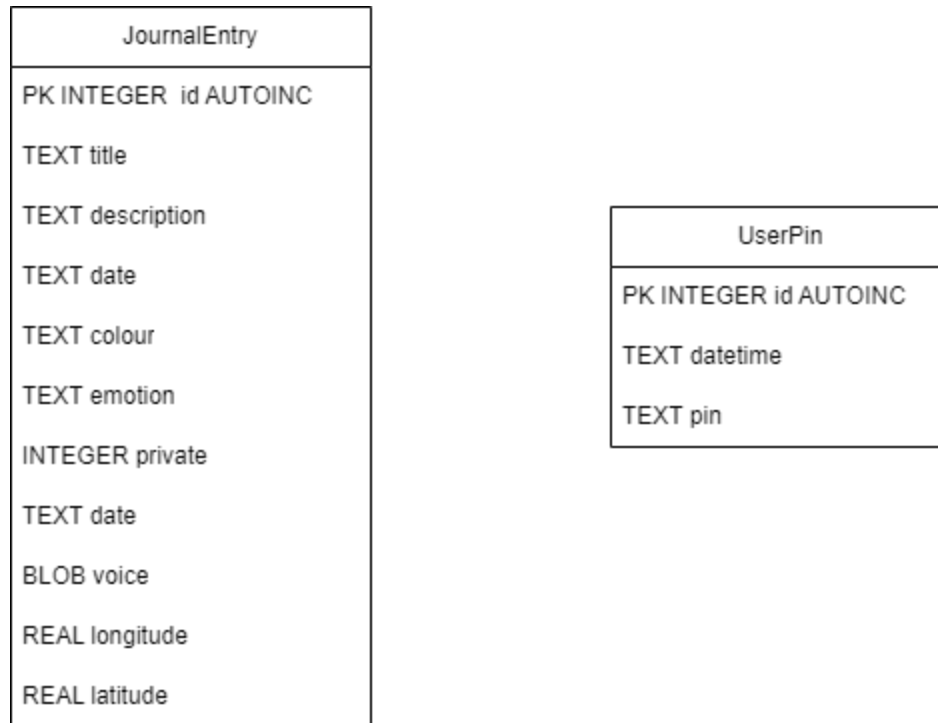 JournalEntry
PK INTEGER id AUTOINC
TEXT title
TEXT description
TEXT date
TEXT colour
TEXT emotion
INTEGER private
TEXT date
BLOB voice
REAL longitude
REAL latitude
UserPin
PK INTEGER id AUTOINC
TEXT datetime
TEXT pin